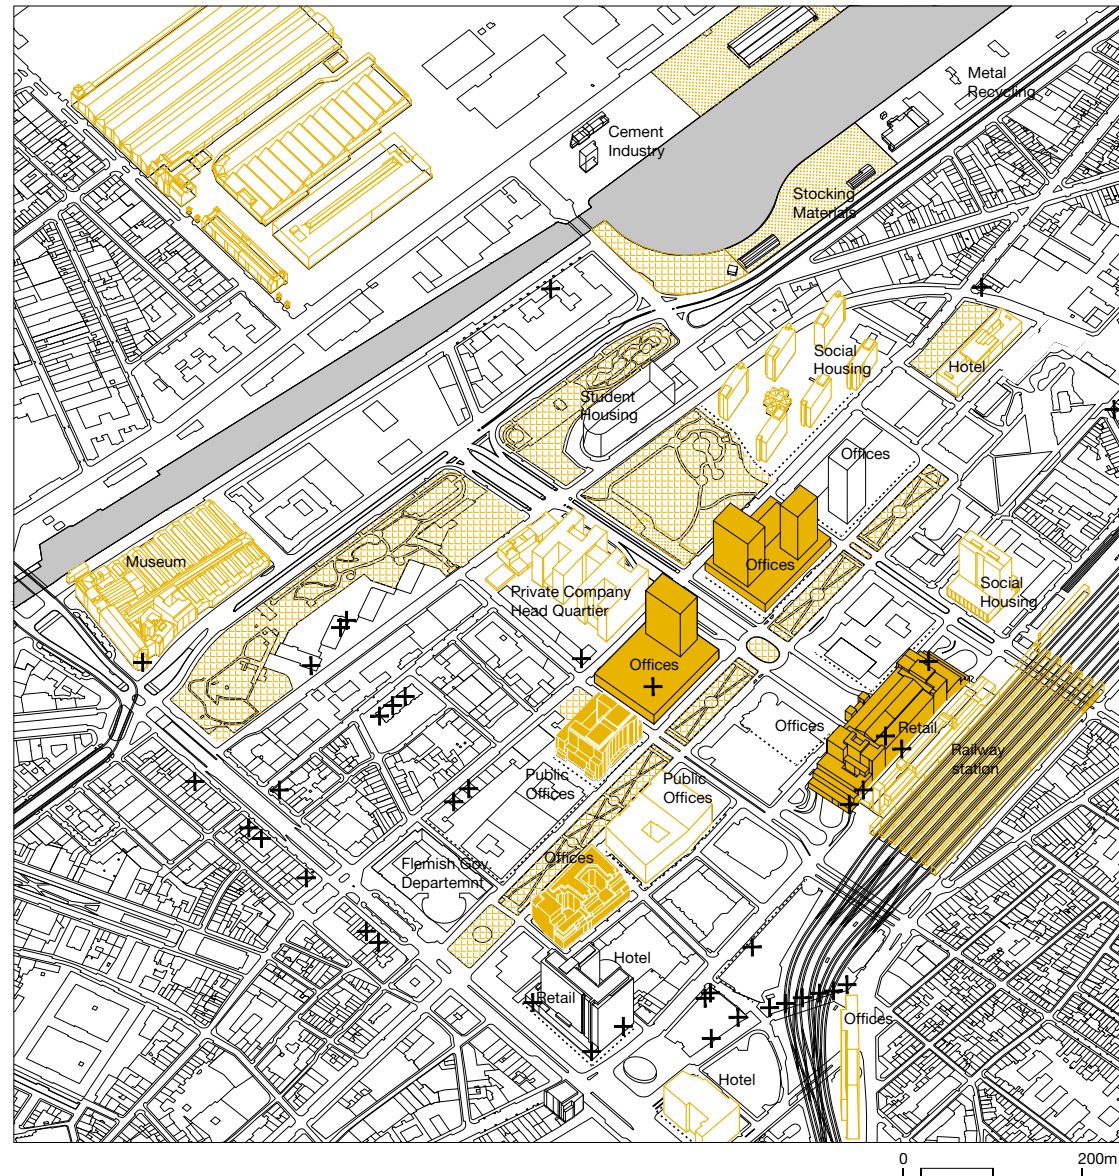 Metal
Recycling
Cement
Industry
Stocking
Materials
Social
Housing
Hotel
Student
Housing
Offices
Museum
Offices
Private Company
Head Quartier
Social
Housing
Offices
Offices
Retail
Railway
station
Public
Offices
Public
Offices
Offices
Flemish Gov
Departemnt
Hotel
Retail
Offices
Hotel
0
200m